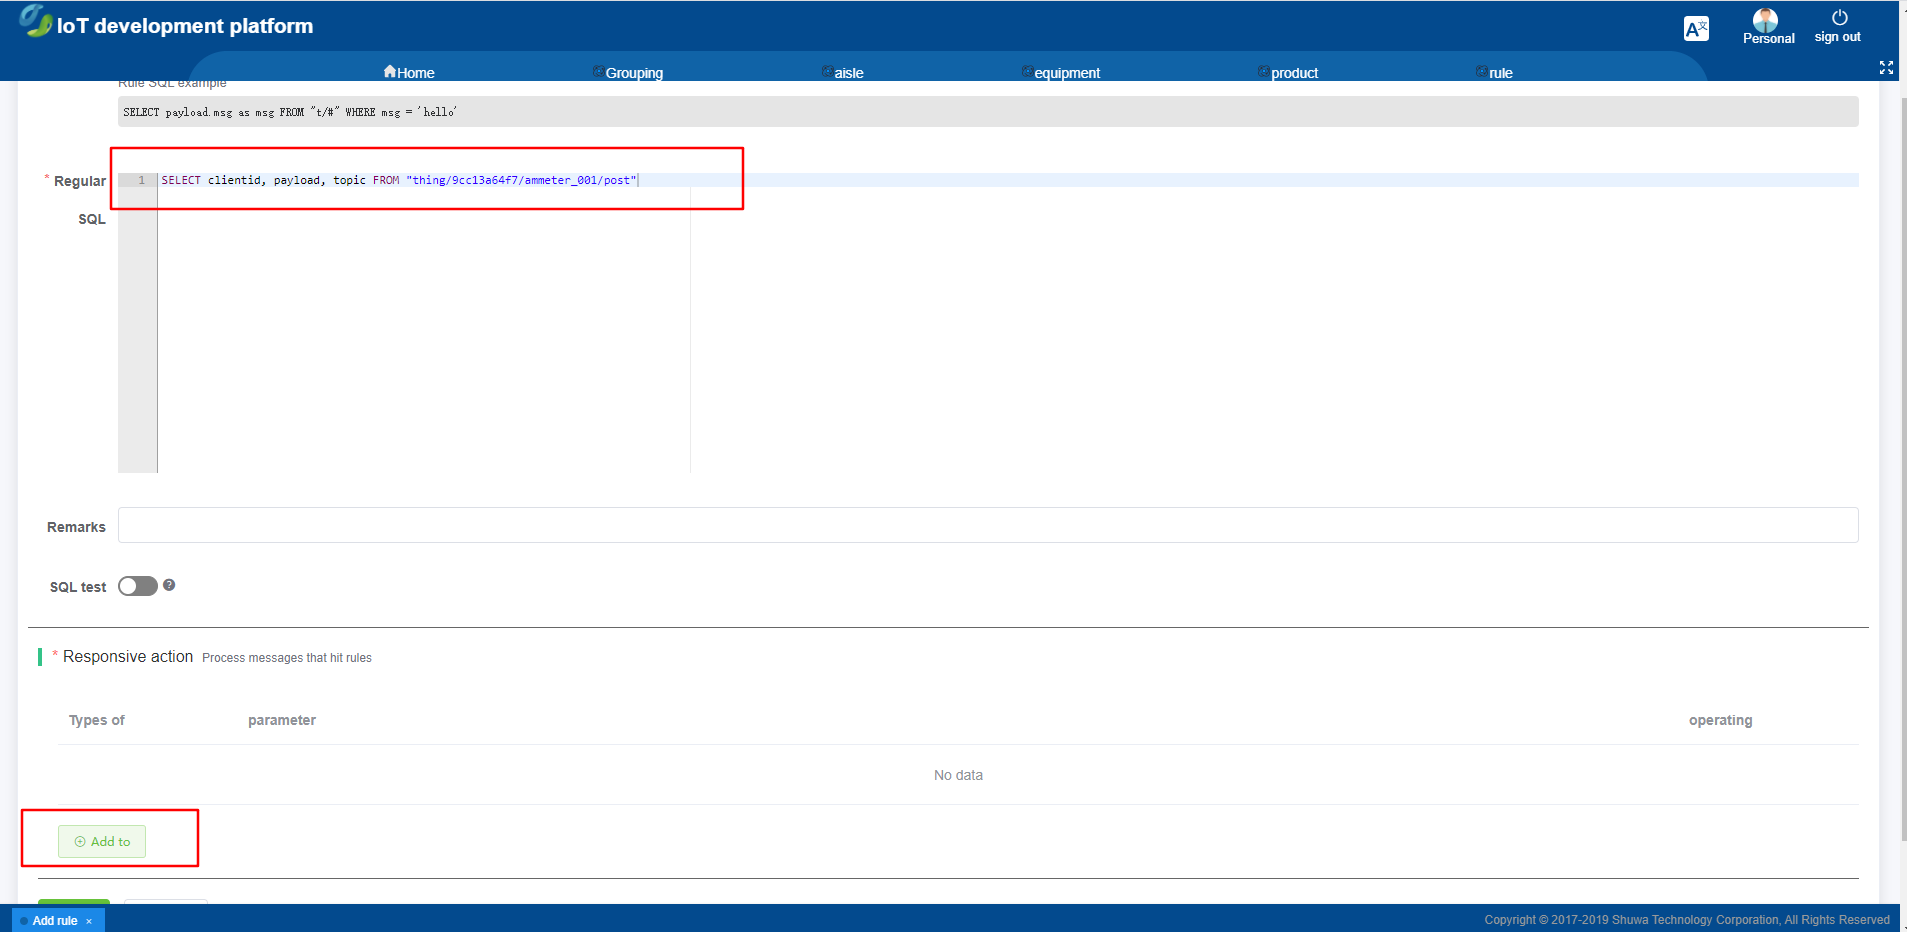 IoT development platform
Personal
sign out
Home
Grouping
aisle
equipment
product
rule
Rule SQL example
SELECT payload.msg as msg FROM "t/#" WHERE msg = 'hello'
* Regular
SQL
1 SELECT clientid, payload, topic FROM "thing/9cc13a64f7/ammeter_001/post"
Remarks
SQL test
* Responsive action Process messages that hit rules
Types of
parameter
operating
No data
Add to
Add rule ×
Copyright © 2017-2019 Shuwa Technology Corporation, All Rights Reserved